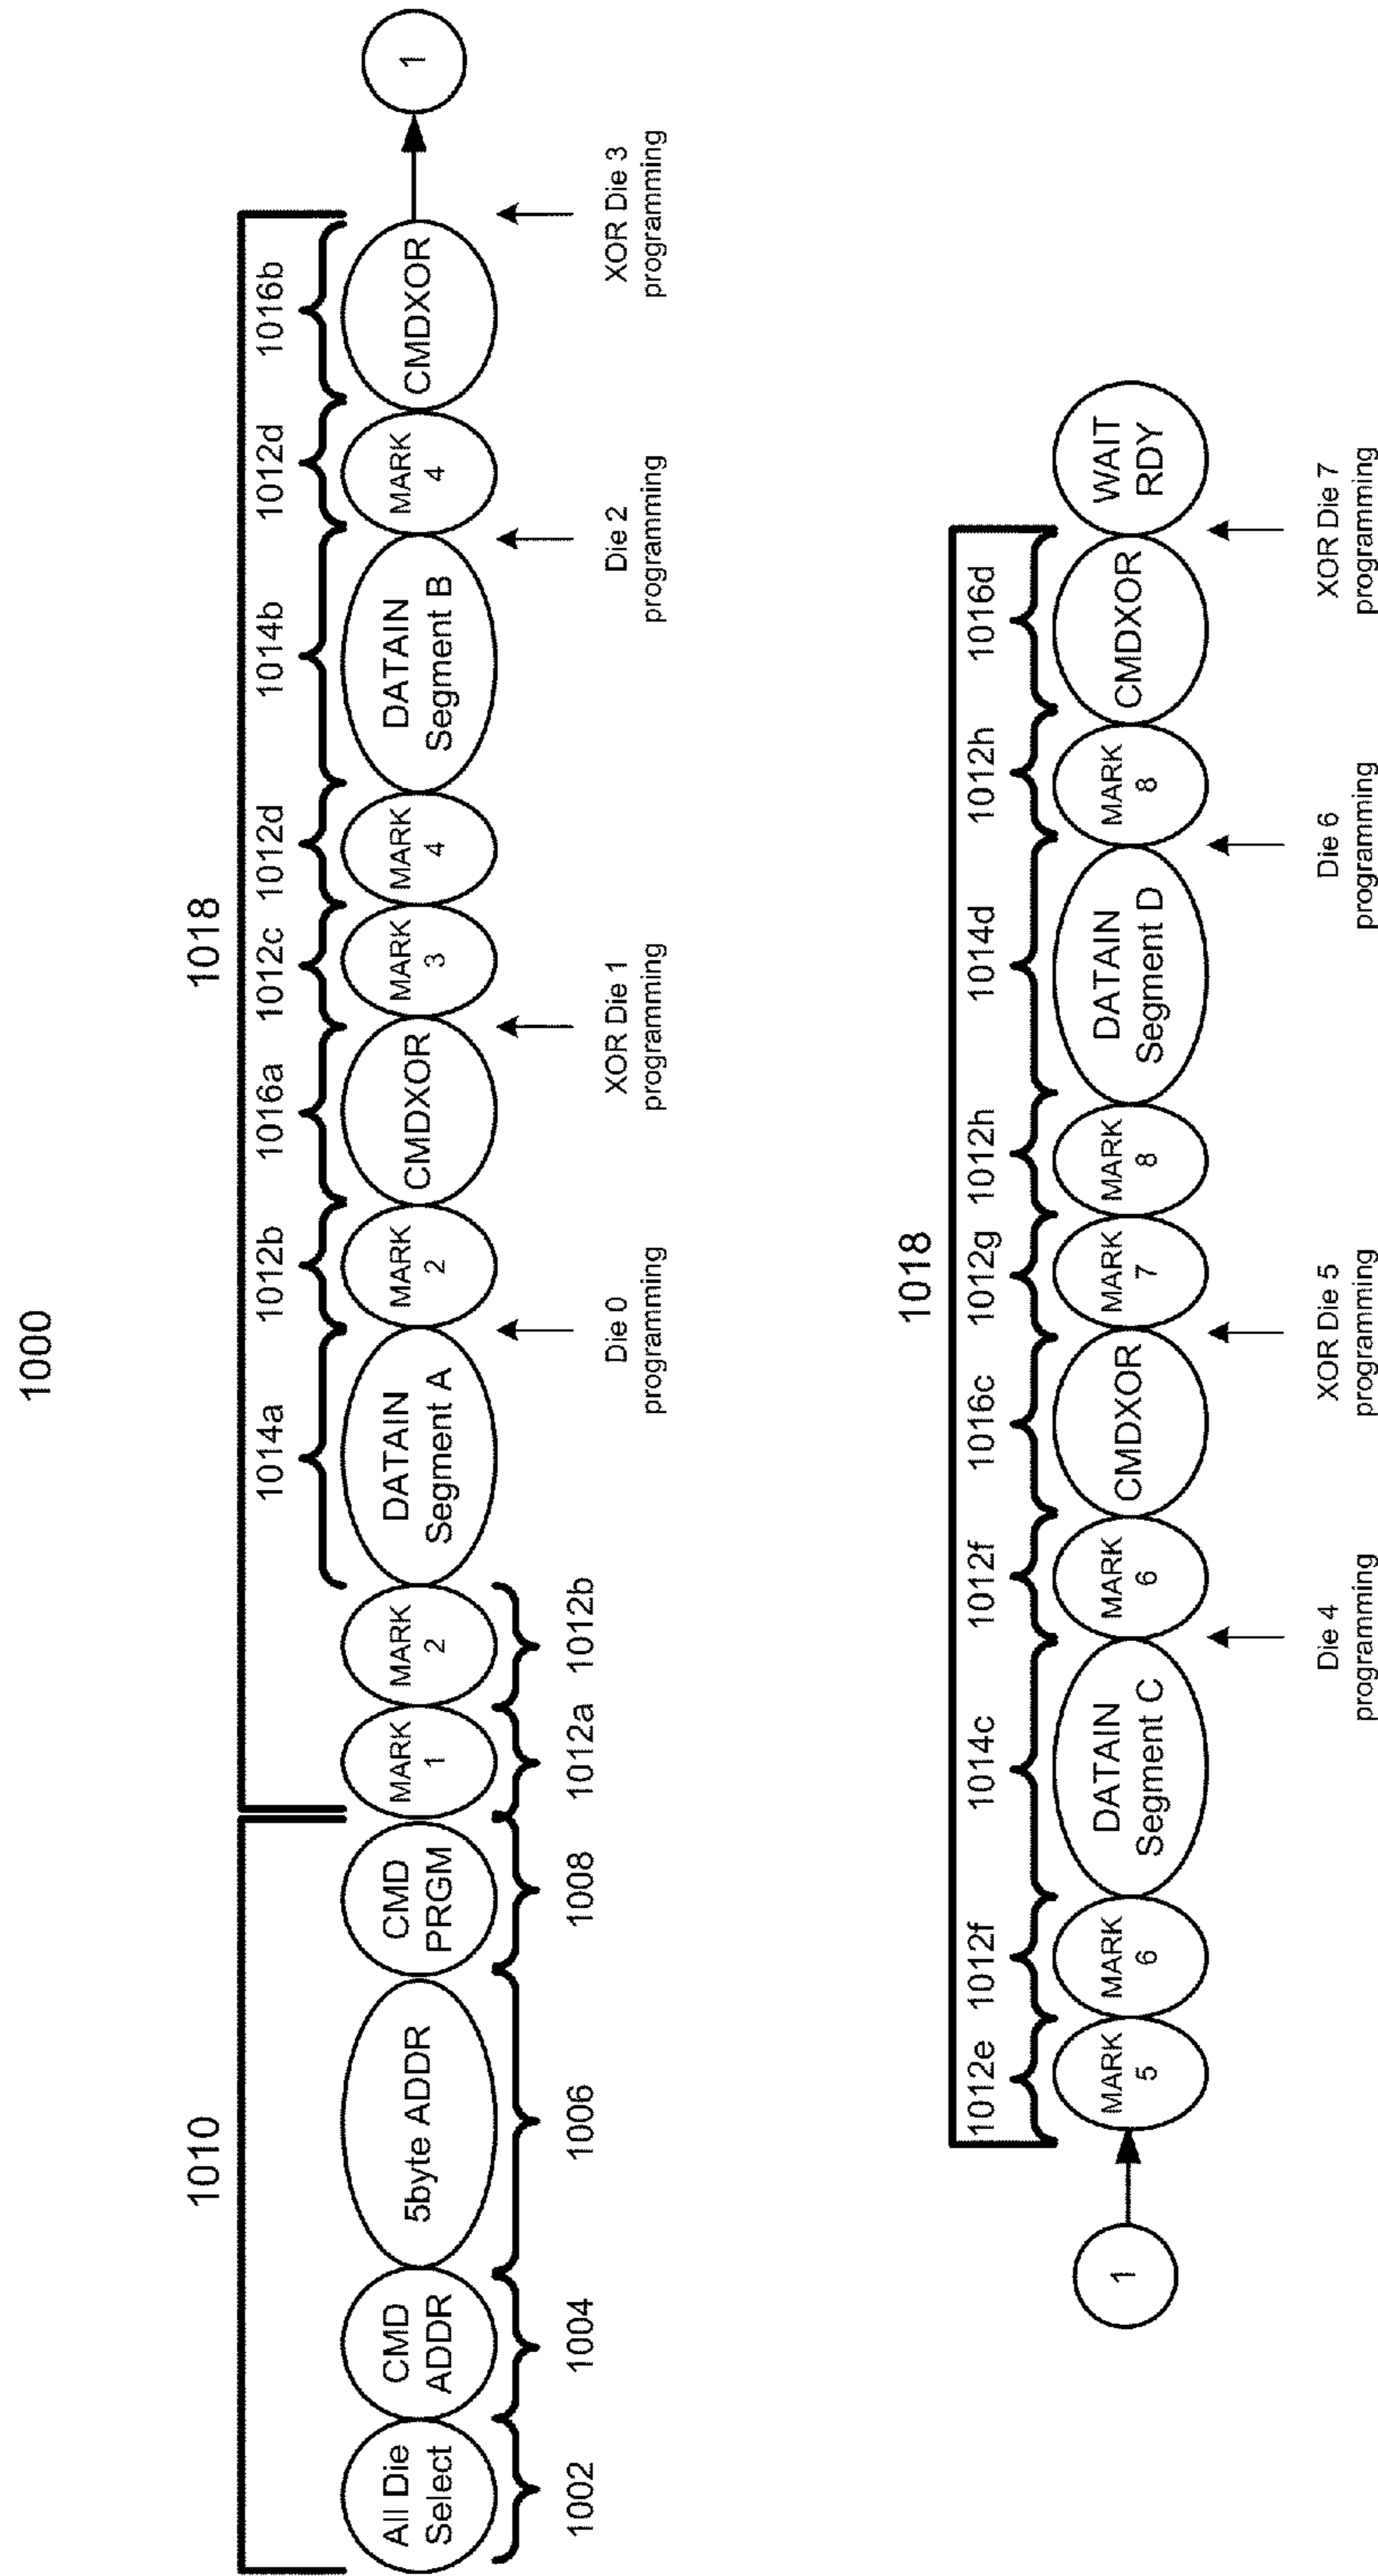 1000
1010
1018
1014a
1012b
1016a
1012c
1012d
1014b
1012d
1016b
All Die
Select
CMD
ADDR
5byte ADDR
CMD
PRGM
MARK
1
MARK
2
DATAIN
Segment A
MARK
2
CMDXOR
MARK
3
MARK
4
DATAIN
Segment B
MARK
4
CMDXOR
1
1002
1004
1006
1008
1012a
1012b
Die 0
programming
XOR Die 1
programming
Die 2
programming
XOR Die 3
programming
1018
1012e
1012f
1014c
1012f
1016c
1012g
1012h
1014d
1012h
1016d
1
MARK
5
MARK
6
DATAIN
Segment C
MARK
6
CMDXOR
MARK
7
MARK
8
DATAIN
Segment D
MARK
8
CMDXOR
WAIT
RDY
Die 4
programming
XOR Die 5
programming
Die 6
programming
XOR Die 7
programming